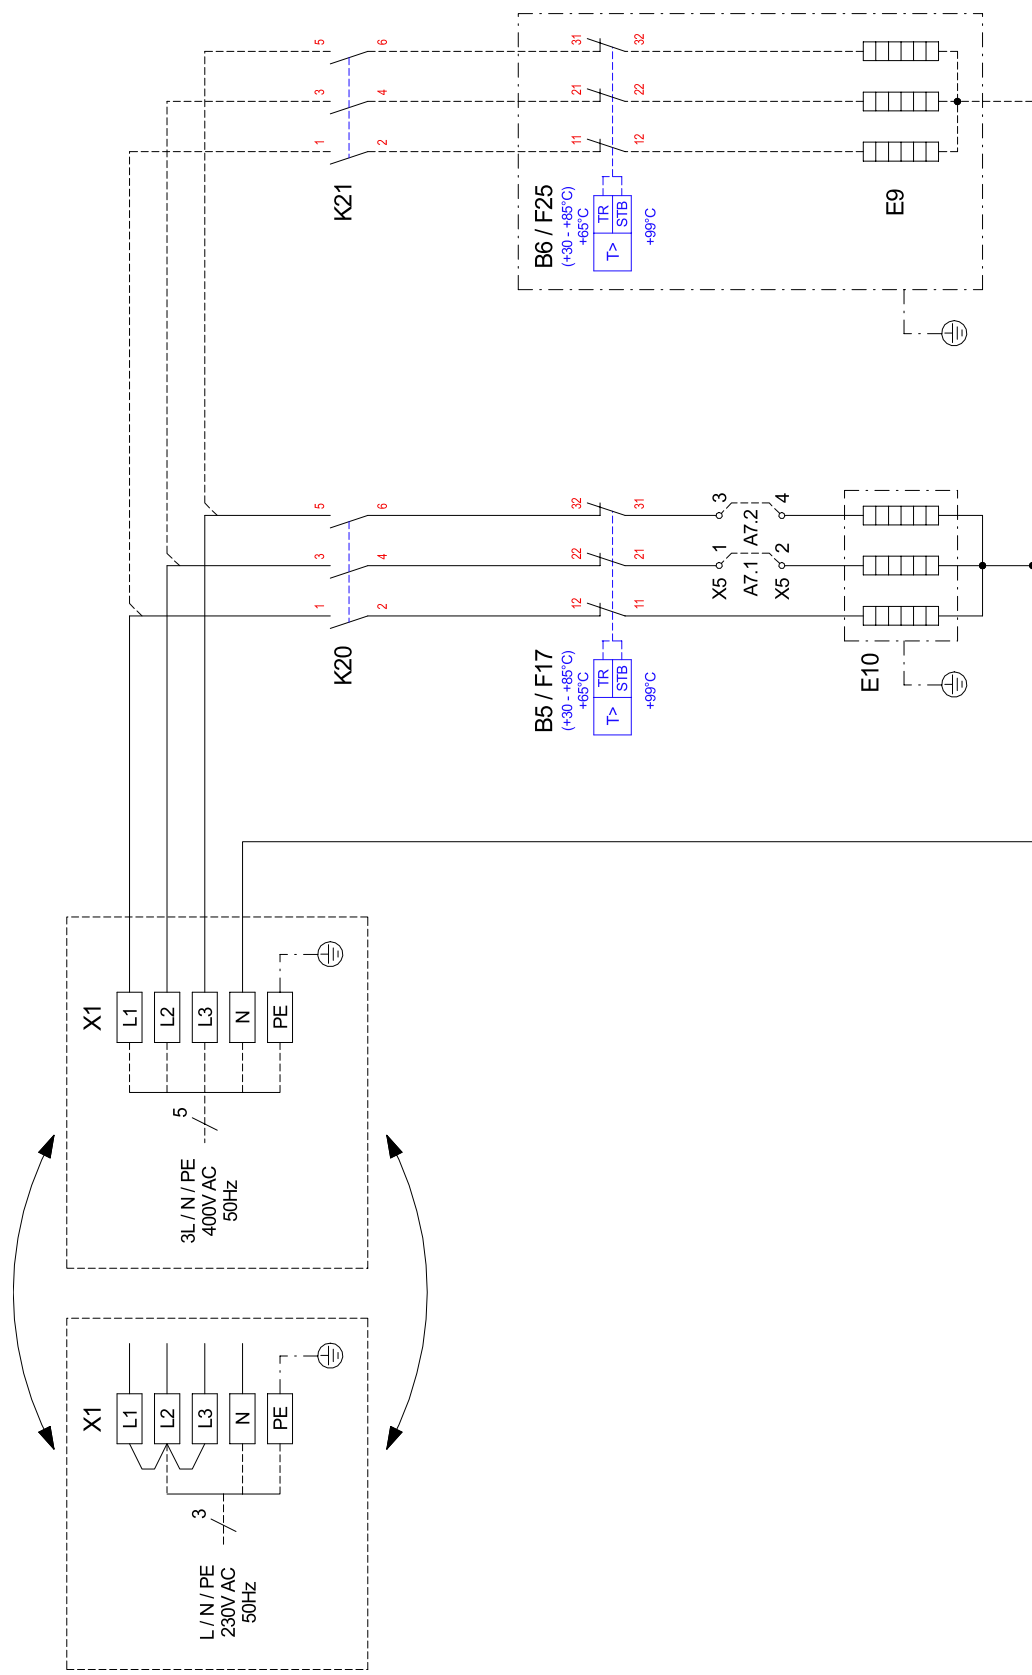 X1
L1
L2
L3
N
PE
3
L / N / PE
230V AC
50Hz
X1
L1
L2
L3
N
PE
5
3L / N / PE
400V AC
50Hz
K20
1
3
5
2
4
6
B5 / F17
(+30 - +85°C)
+65°C
T>
TR
STB
+99°C
12
22
32
11
21
31
X5
1
3
A7.1
A7.2
X5
2
4
E10
K21
1
3
5
2
4
6
B6 / F25
(+30 - +85°C)
+65°C
T>
TR
STB
+99°C
11
21
31
12
22
32
E9